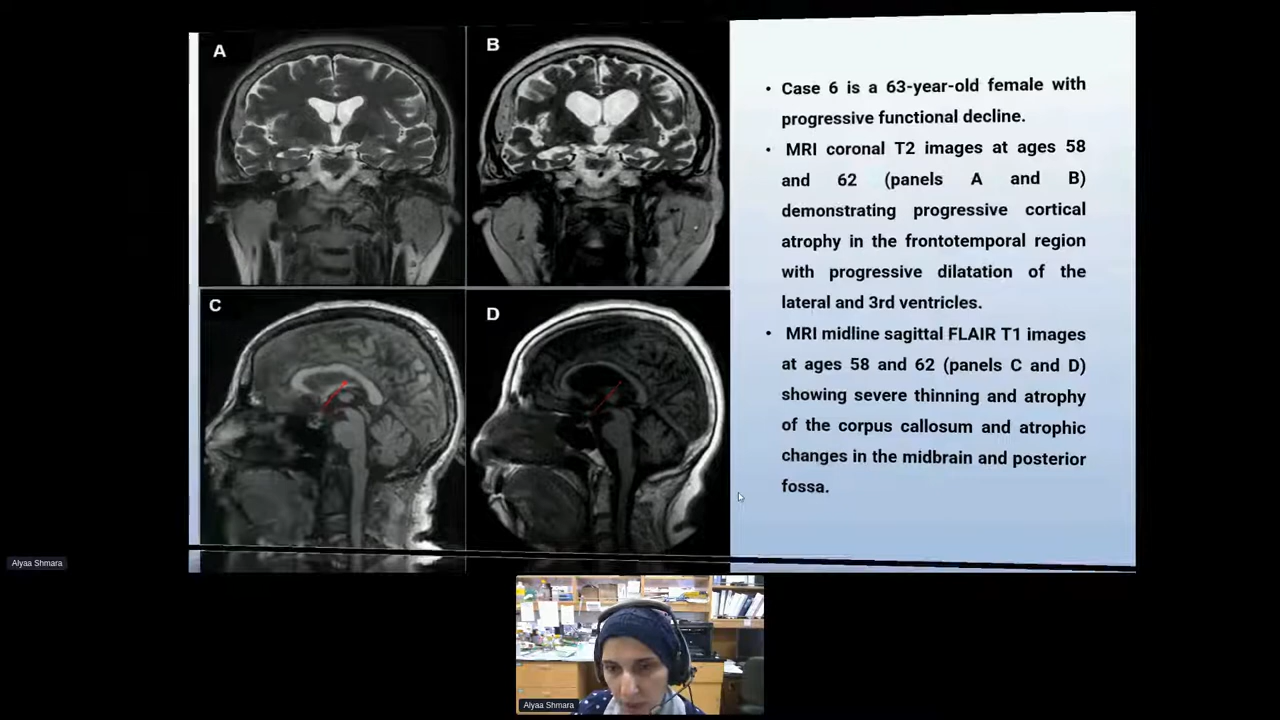 A
B
• Case 6 is a 63-year-old female with
progressive functional decline.
• MRI coronal T2 images at ages 58
and 62 (panels A and B)
demonstrating progressive cortical
atrophy in the frontotemporal region
with progressive dilatation of the
lateral and 3rd ventricles.
C
D
• MRI midline sagittal FLAIR T1 images
at ages 58 and 62 (panels C and D)
showing severe thinning and atrophy
of the corpus callosum and atrophic
changes in the midbrain and posterior
fossa.
Alyaa Shmara
Alyaa Shmara